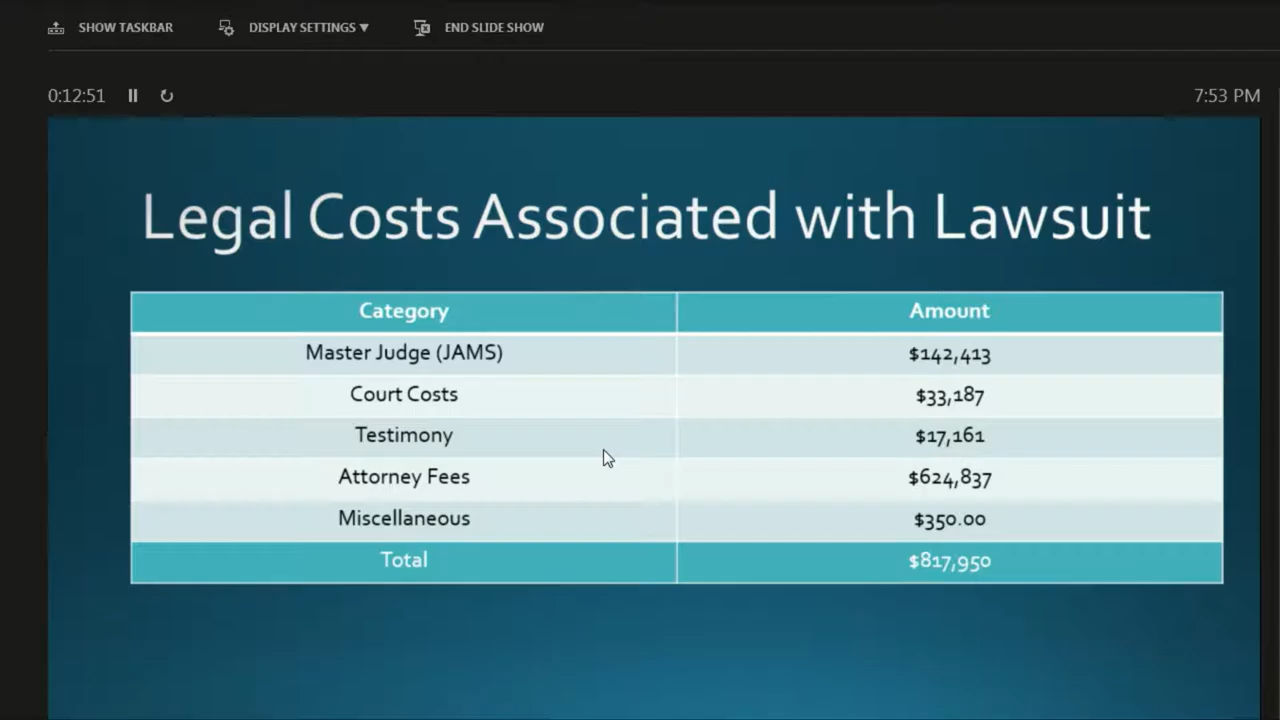 SHOW TASKBAR DISPLAY SETTINGS ▼ END SLIDE SHOW
0:12:51 7:53 PM
Legal Costs Associated with Lawsuit
Category Amount
Master Judge (JAMS) $142,413
Court Costs $33,187
Testimony $17,161
Attorney Fees $624,837
Miscellaneous $350.00
Total $817,950